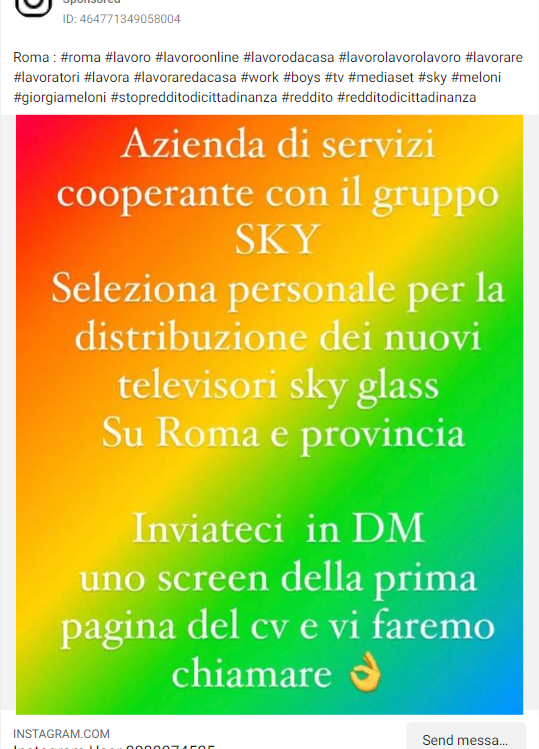 Sponsored
ID: 464771349058004
Roma : #roma #lavoro #lavoroonline #lavorodacasa #lavorolavorolavoro #lavorare
#lavoratori #lavora #lavoraredacasa #work #boys #tv #mediaset #sky #meloni
#giorgiameloni #stopredditodicittadinanza #reddito #redditodicittadinanza
Azienda di servizi
cooperante con il gruppo
SKY
Seleziona personale per la
distribuzione dei nuovi
televisori sky glass
Su Roma e provincia
Inviateci in DM
uno screen della prima
pagina del cv e vi faremo
chiamare 👌
INSTAGRAM.COM
Instagram User
Send messa...